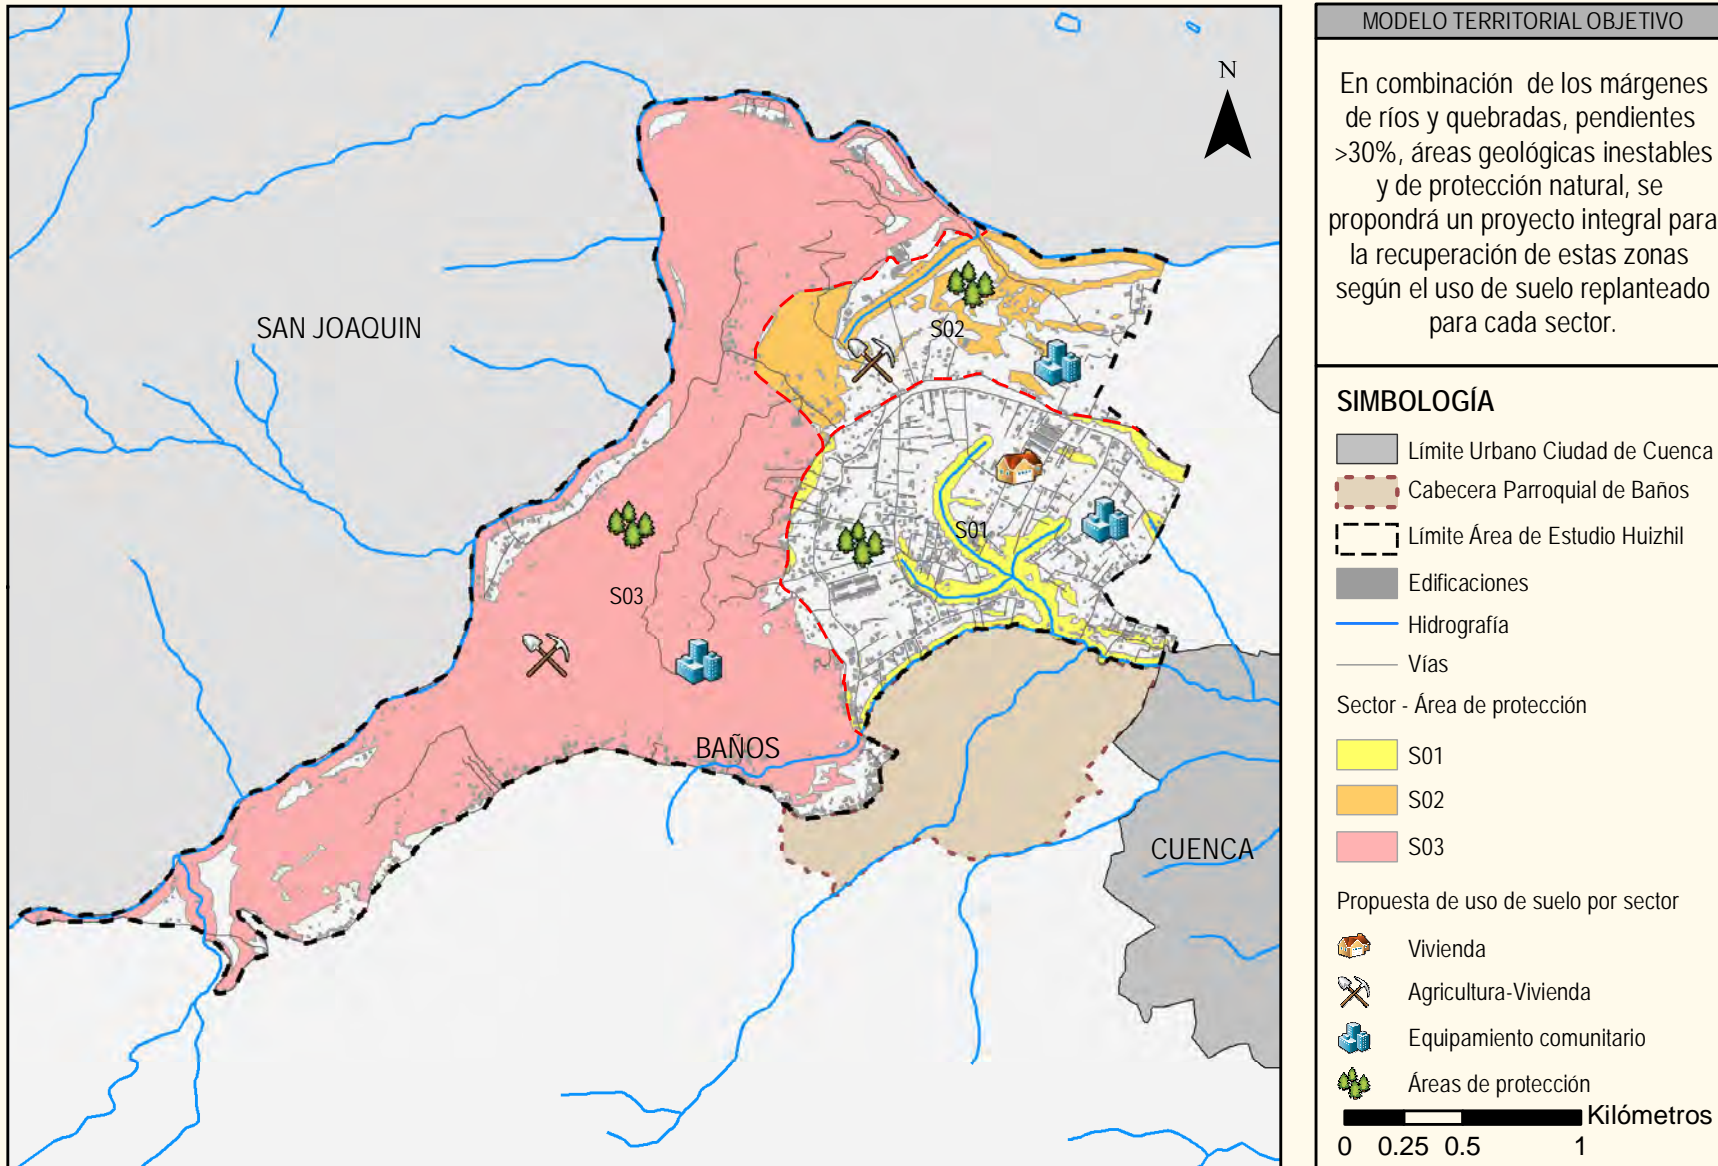 N
SAN JOAQUIN
S02
S01
S03
BAÑOS
CUENCA
MODELO TERRITORIAL OBJETIVO
En combinación de los márgenes
de ríos y quebradas, pendientes
>30%, áreas geológicas inestables
y de protección natural, se
propondrá un proyecto integral para
la recuperación de estas zonas
según el uso de suelo replanteado
para cada sector.
SIMBOLOGÍA
Límite Urbano Ciudad de Cuenca
Cabecera Parroquial de Baños
Límite Área de Estudio Huizhil
Edificaciones
Hidrografía
Vías
Sector - Área de protección
S01
S02
S03
Propuesta de uso de suelo por sector
Vivienda
Agricultura-Vivienda
Equipamiento comunitario
Áreas de protección
Kilómetros
0 0.25 0.5 1